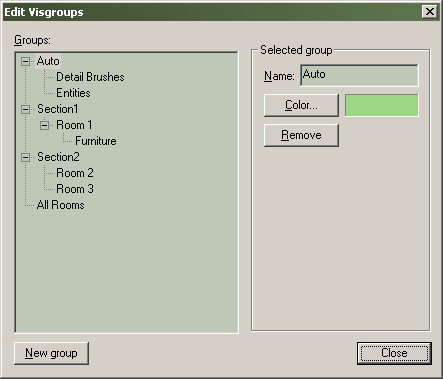 Edit Visgroups
Groups:
Auto
Detail Brushes
Entities
Section1
Room 1
Furniture
Section2
Room 2
Room 3
All Rooms
Selected group
Name: Auto
Color...
Remove
New group
Close